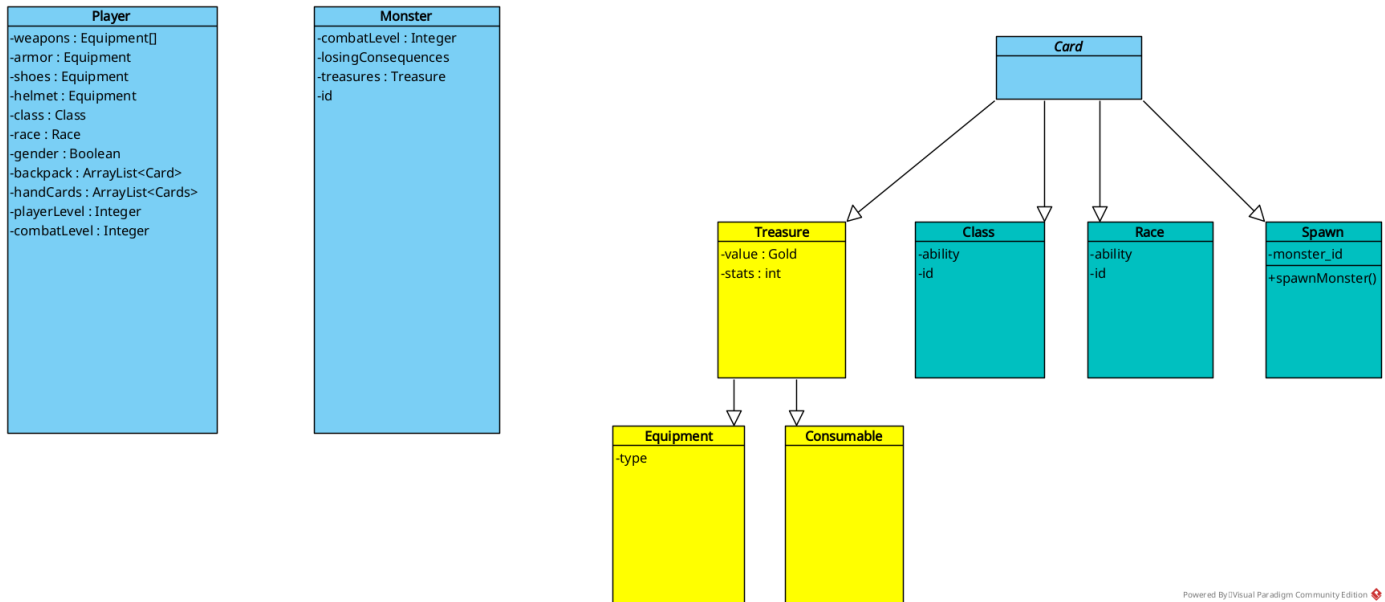 Player
-weapons : Equipment[]
-armor : Equipment
-shoes : Equipment
-helmet : Equipment
-class : Class
-race : Race
-gender : Boolean
-backpack : ArrayList<Card>
-handCards : ArrayList<Cards>
-playerLevel : Integer
-combatLevel : Integer
Monster
-combatLevel : Integer
-losingConsequences
-treasures : Treasure
-id
Card
Treasure
-value : Gold
-stats : int
Class
-ability
-id
Race
-ability
-id
Spawn
-monster_id
+spawnMonster()
Equipment
-type
Consumable
Powered By Visual Paradigm Community Edition